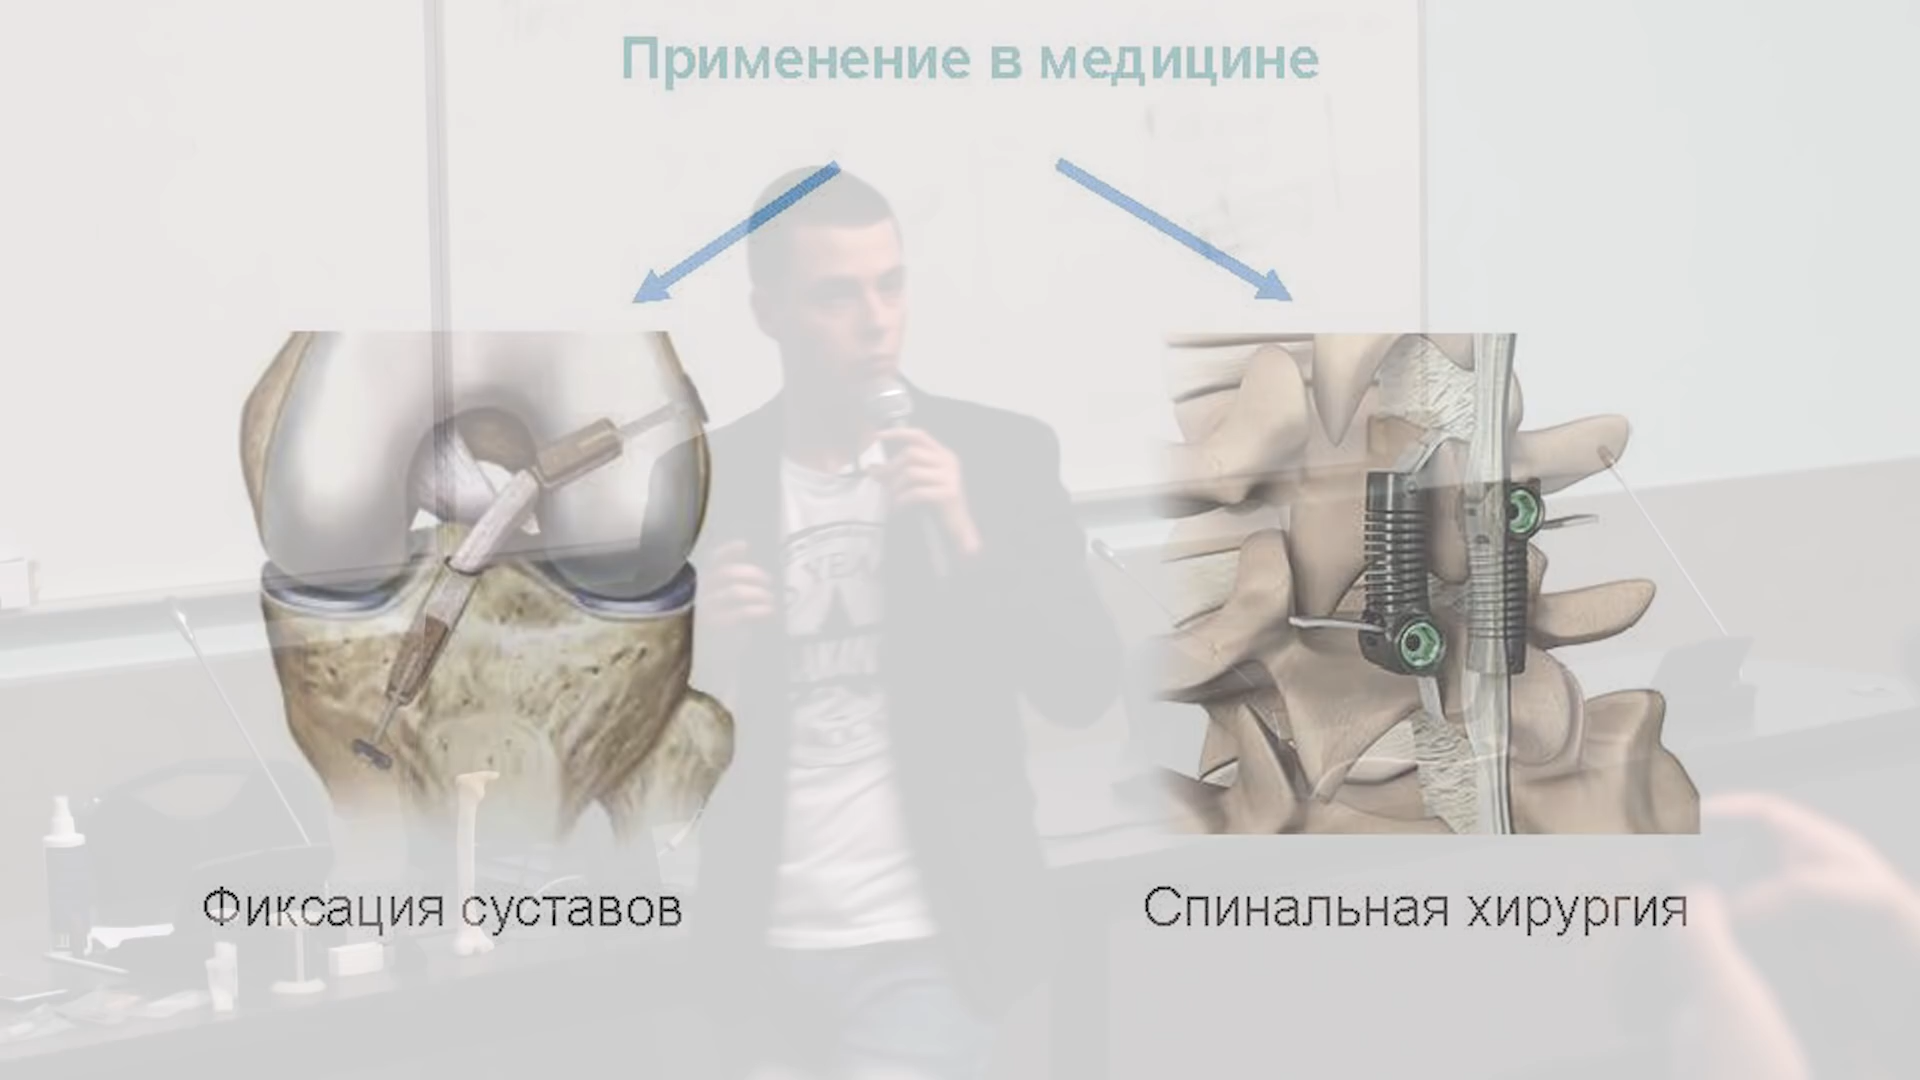 Применение в медицине
Фиксация суставов
Спинальная хирургия